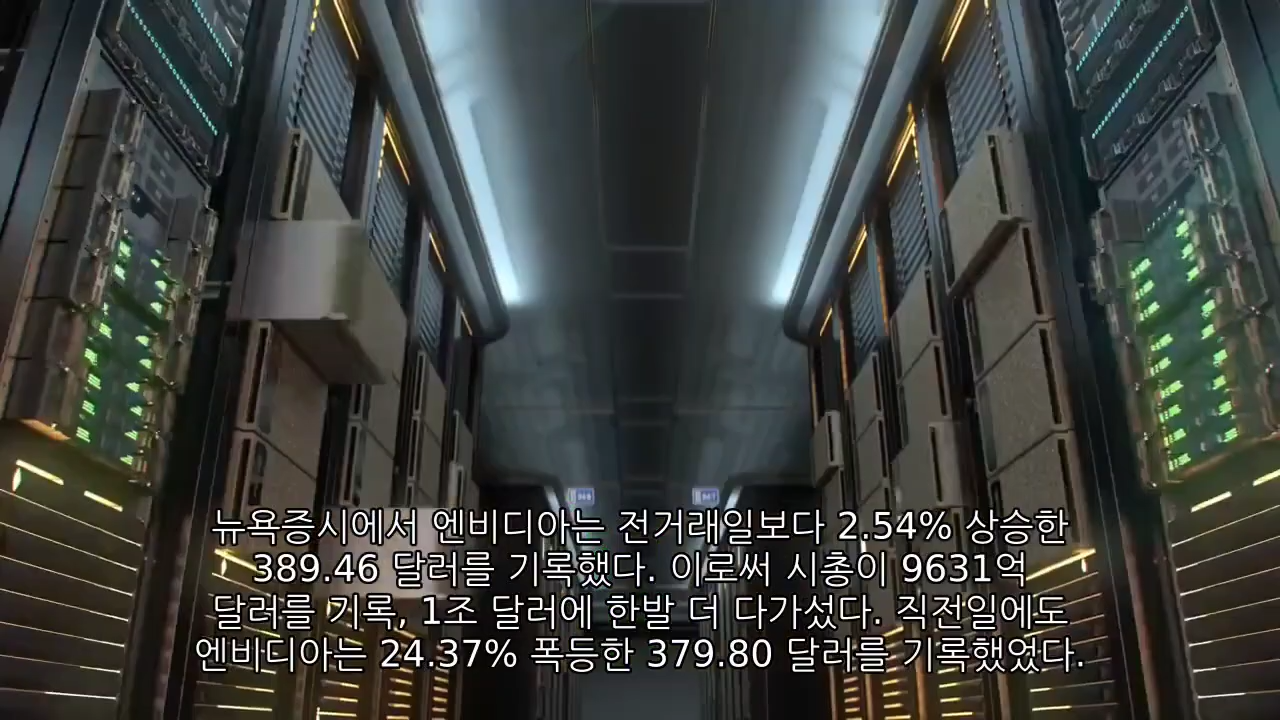 뉴욕증시에서 엔비디아는 전거래일보다 2.54% 상승한
389.46 달러를 기록했다. 이로써 시총이 9631억
달러를 기록, 1조 달러에 한발 더 다가섰다. 직전일에도
엔비디아는 24.37% 폭등한 379.80 달러를 기록했었다.